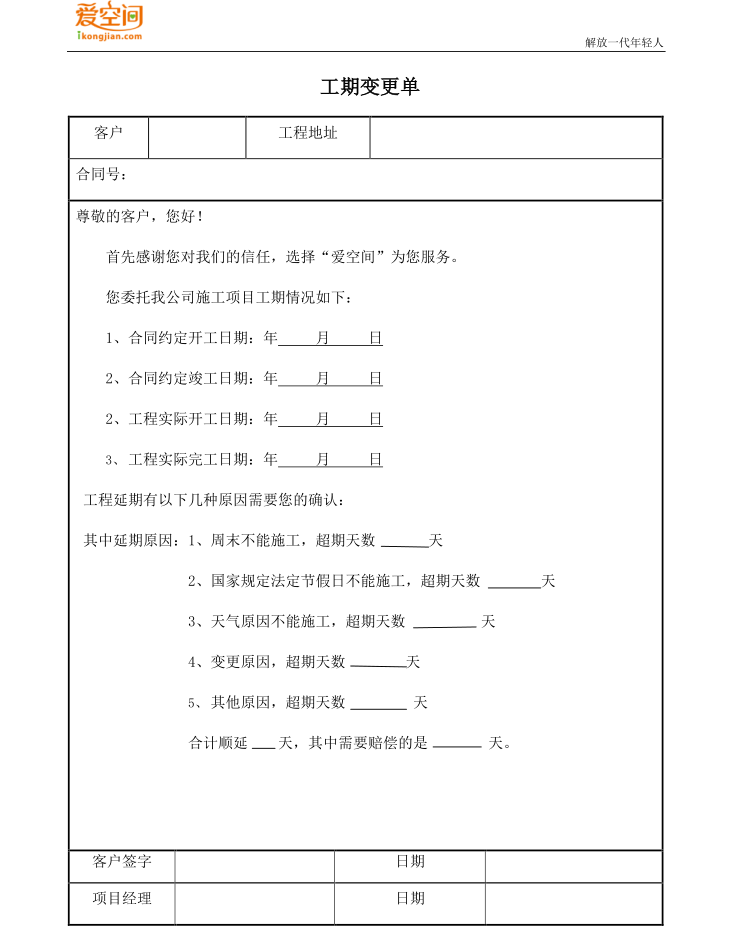 爱空间
ikongjian.com
解放一代年轻人
工期变更单
客户 工程地址
合同号：
尊敬的客户，您好！
首先感谢您对我们的信任，选择“爱空间”为您服务。
您委托我公司施工项目工期情况如下：
1、合同约定开工日期：年_____月_____日
2、合同约定竣工日期：年_____月_____日
2、工程实际开工日期：年_____月_____日
3、工程实际完工日期：年_____月_____日
工程延期有以下几种原因需要您的确认：
其中延期原因：1、周末不能施工，超期天数 ______天
2、国家规定法定节假日不能施工，超期天数 ______天
3、天气原因不能施工，超期天数 ________ 天
4、变更原因，超期天数 _______天
5、其他原因，超期天数 _______ 天
合计顺延 ___ 天，其中需要赔偿的是 ______ 天。
客户签字 日期
项目经理 日期